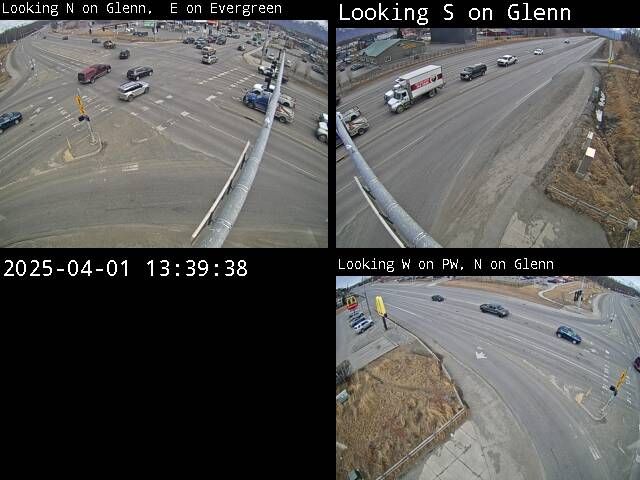 Looking N on Glenn,  E on Evergreen
Looking S on Glenn
2025-04-01 13:39:38
Looking W on PW, N on Glenn